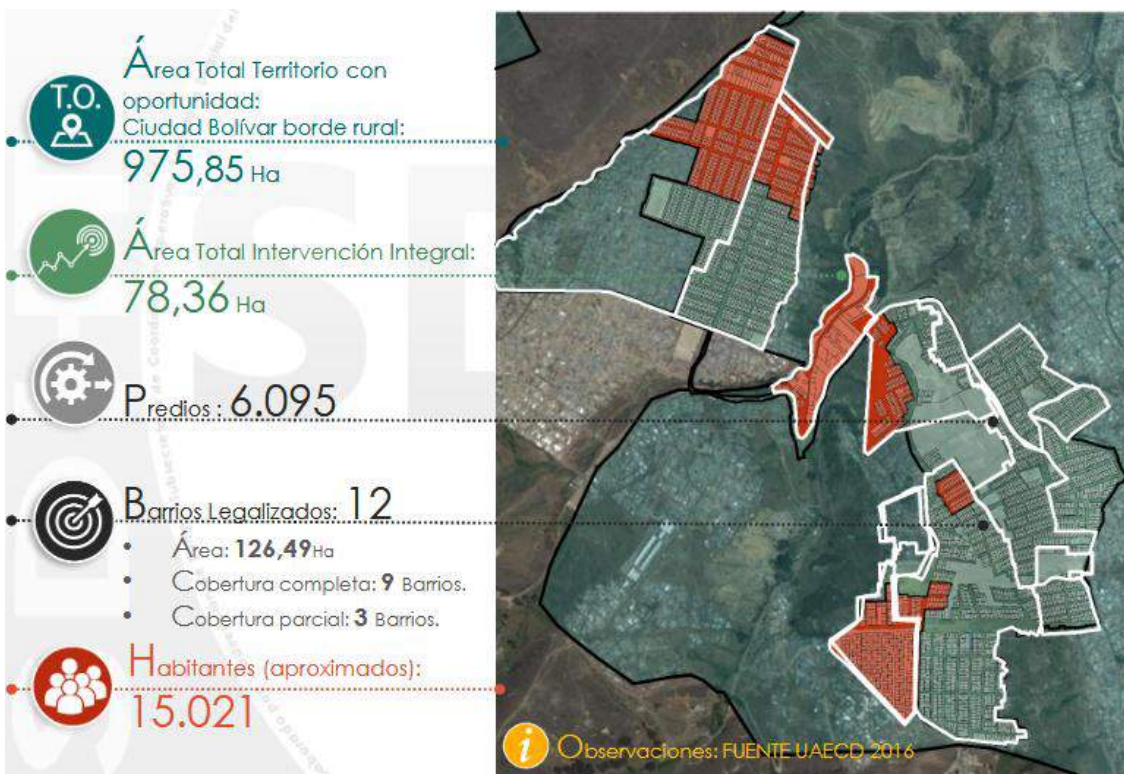 T.O.
Área Total Territorio con
oportunidad:
Ciudad Bolívar borde rural:
975,85 Ha
Área Total Intervención Integral:
78,36 Ha
Predios : 6.095
Barrios Legalizados: 12
• Área: 126,49Ha
• Cobertura completa: 9 Barrios.
• Cobertura parcial: 3 Barrios.
Habitantes (aproximados):
15.021
i Observaciones: FUENTE UAECD 2016